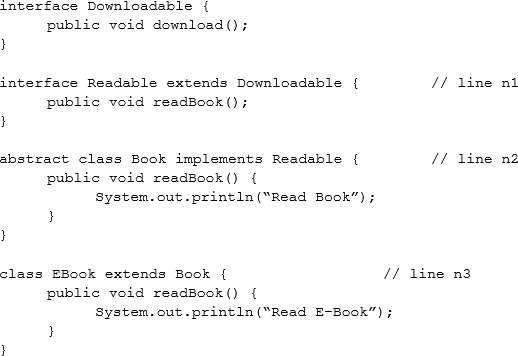 interface Downloadable {
public void download();
}
interface Readable extends Downloadable { // line n1
public void readBook();
}
abstract class Book implements Readable { // line n2
public void readBook() {
System.out.println(“Read Book”);
}
}
class EBook extends Book { // line n3
public void readBook() {
System.out.println(“Read E-Book”);
}
}